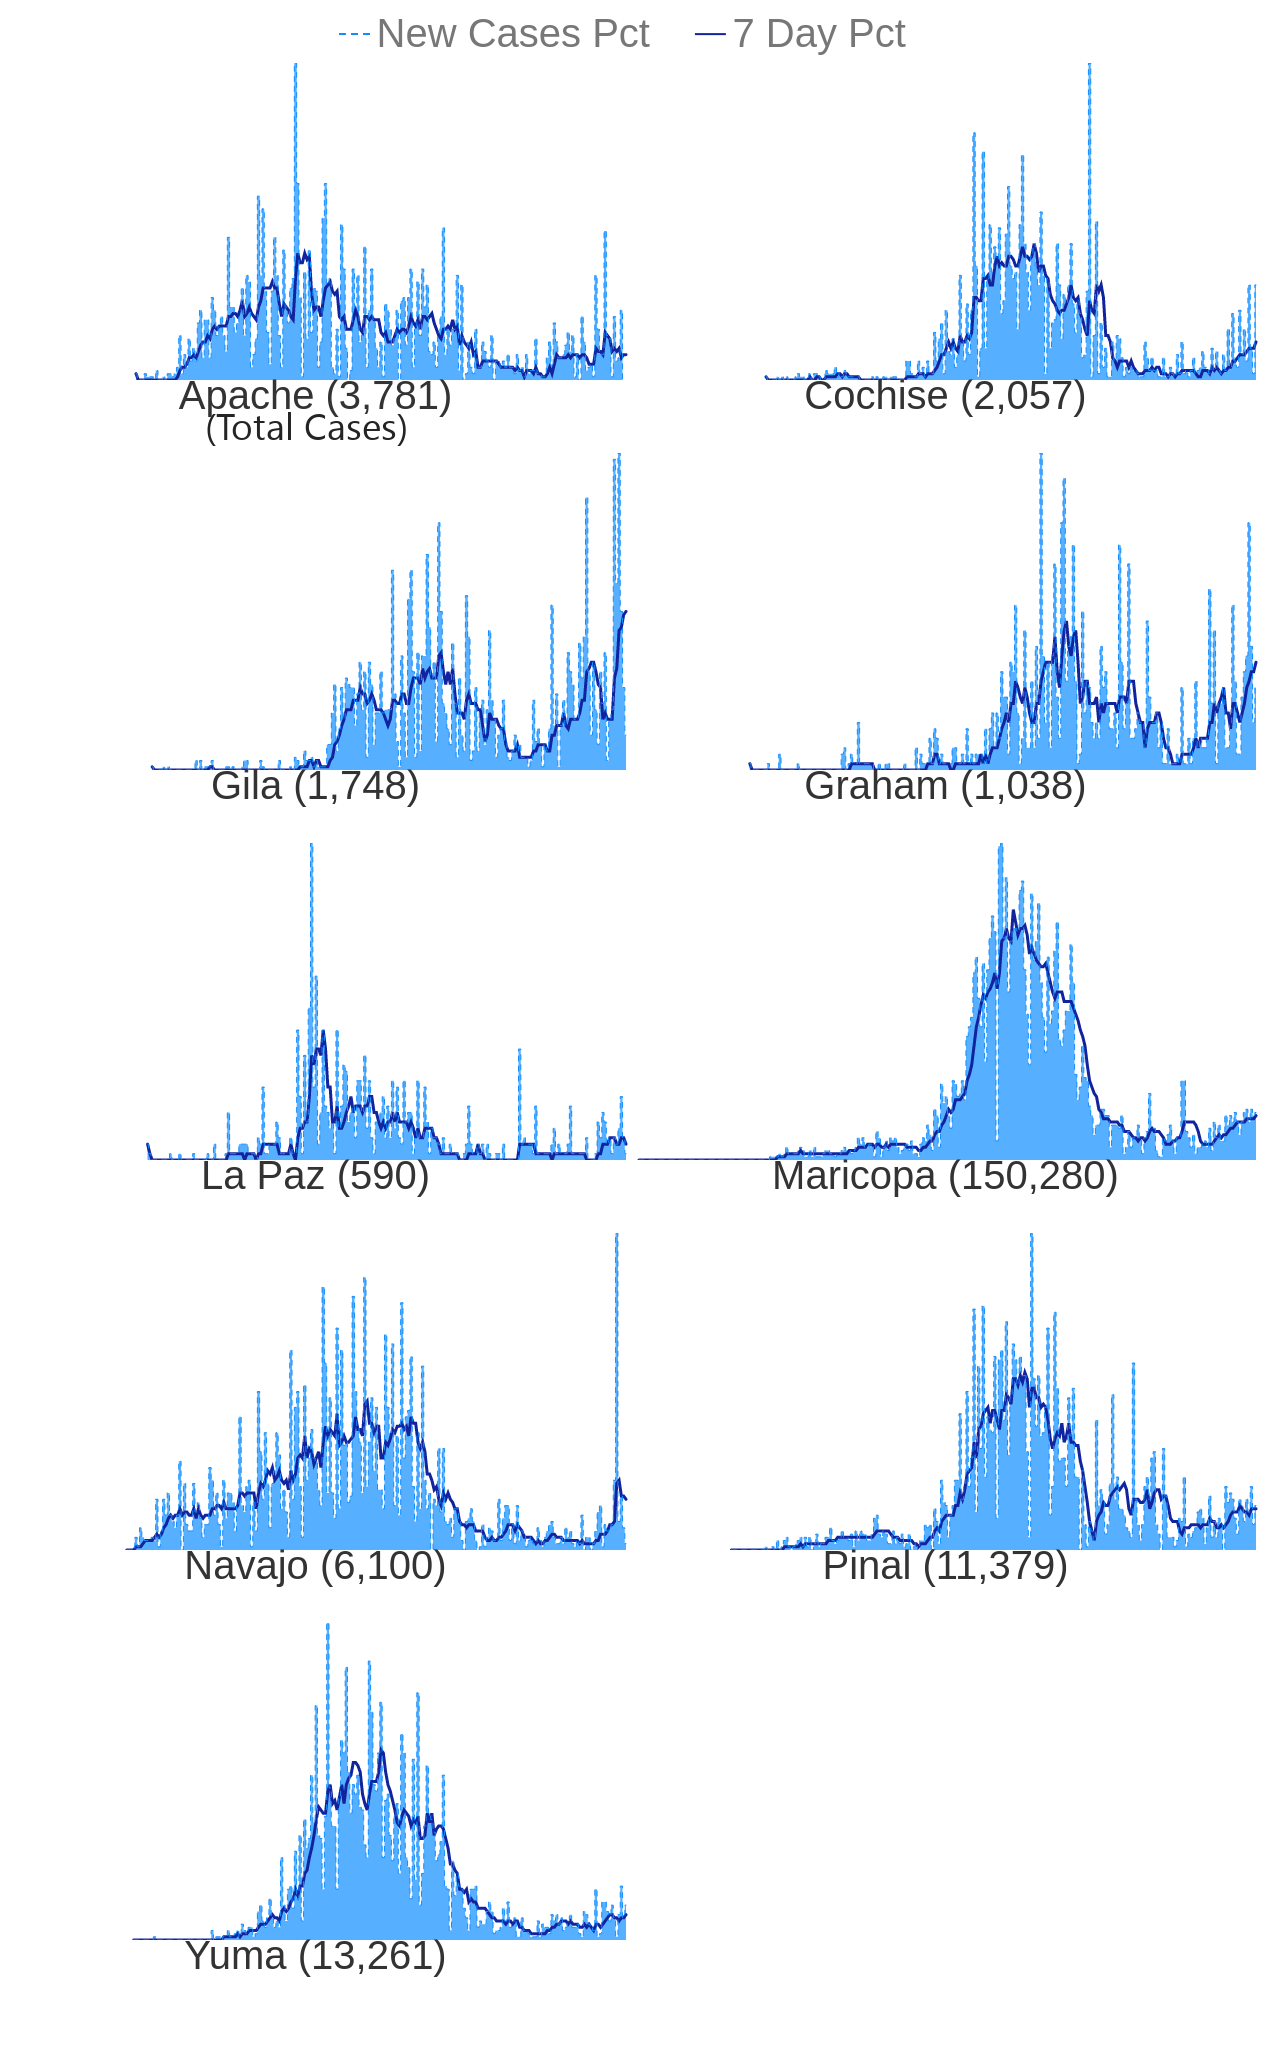 New Cases Pct 7 Day Pct
Apache (3,781) Cochise (2,057)
(Total Cases)
Gila (1,748) Graham (1,038)
La Paz (590) Maricopa (150,280)
Navajo (6,100) Pinal (11,379)
Yuma (13,261)